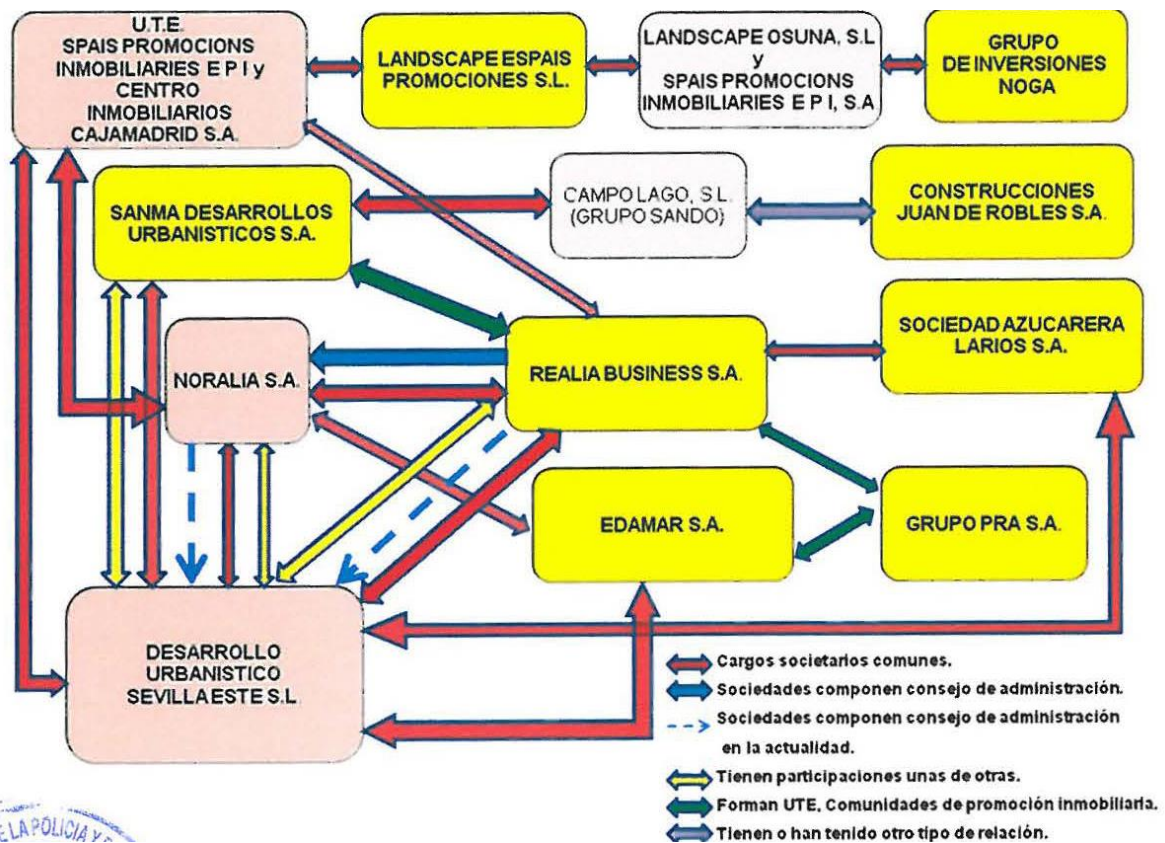 U.T.E.
SPAIS PROMOCIONS
INMOBILIARIES E P I y
CENTRO
INMOBILIARIOS
CAJAMADRID S.A.
LANDSCAPE ESPAIS
PROMOCIONES S.L.
LANDSCAPE OSUNA, S.L
y
SPAIS PROMOCIONS
INMOBILIARIES E P I, S.A
GRUPO
DE INVERSIONES
NOGA
SANMA DESARROLLOS
URBANISTICOS S.A.
CAMPO LAGO, S.L.
(GRUPO SANDO)
CONSTRUCCIONES
JUAN DE ROBLES S.A.
NORALIA S.A.
REALIA BUSINESS S.A.
SOCIEDAD AZUCARERA
LARIOS S.A.
EDAMAR S.A.
GRUPO PRA S.A.
DESARROLLO
URBANISTICO
SEVILLA ESTE S.L
Cargos societarios comunes.
Sociedades componen consejo de administración.
Sociedades componen consejo de administración
en la actualidad.
Tienen participaciones unas de otras.
Forman UTE, Comunidades de promoción inmobiliaria.
Tienen o han tenido otro tipo de relación.
LA POLICIA Y